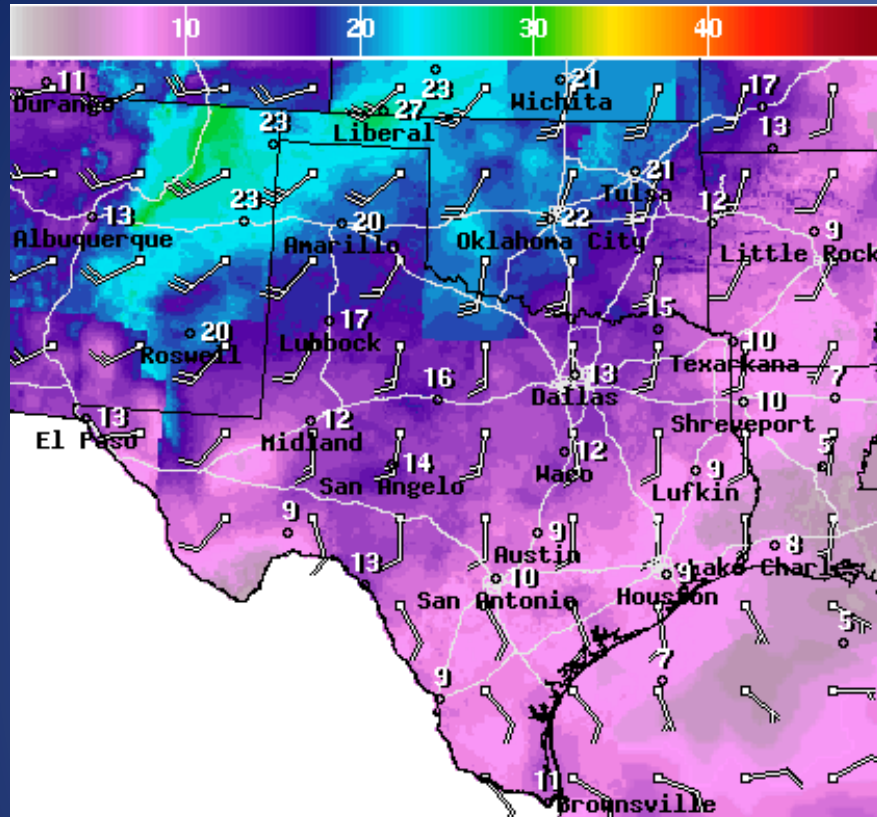 10 20 30 40
11 23 21 17
Durango 27 Wichita
23 Liberal 13
21
Tulsa
13 23 20 22 12 9
Albuquerque Amarillo Oklahoma City Little Rock
20 17 15 10
Roswell Lubbock Texarkana
16 13 7
Dallas
13 12 10
El Paso Midland Shreveport
14 12 9 5
San Angelo Waco Lufkin
9 9 8
Austin Lake Charles
13 10 9
San Antonio Houston
5
9 7
11
Brownsville